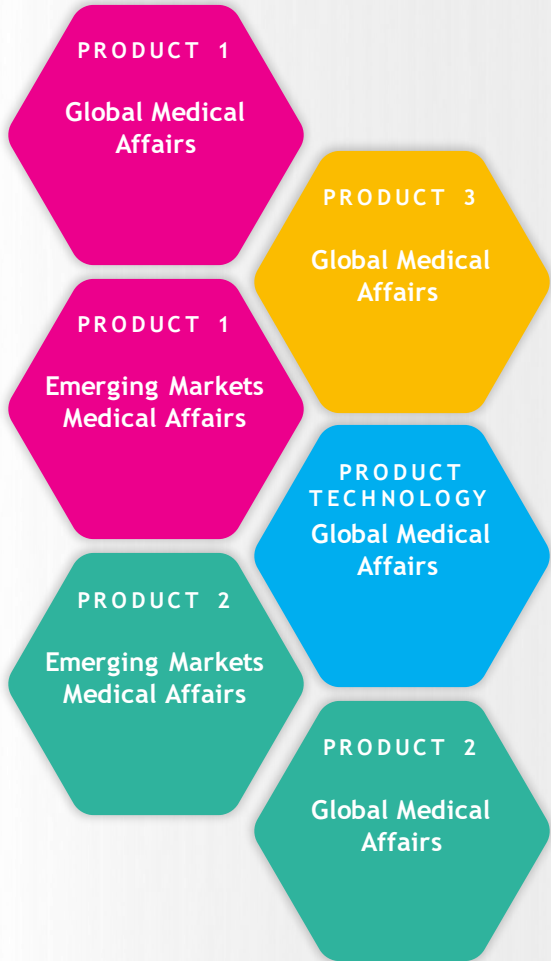 PRODUCT 1
Global Medical
Affairs
PRODUCT 3
Global Medical
Affairs
PRODUCT 1
Emerging Markets
Medical Affairs
PRODUCT
TECHNOLOGY
Global Medical
Affairs
PRODUCT 2
Emerging Markets
Medical Affairs
PRODUCT 2
Global Medical
Affairs